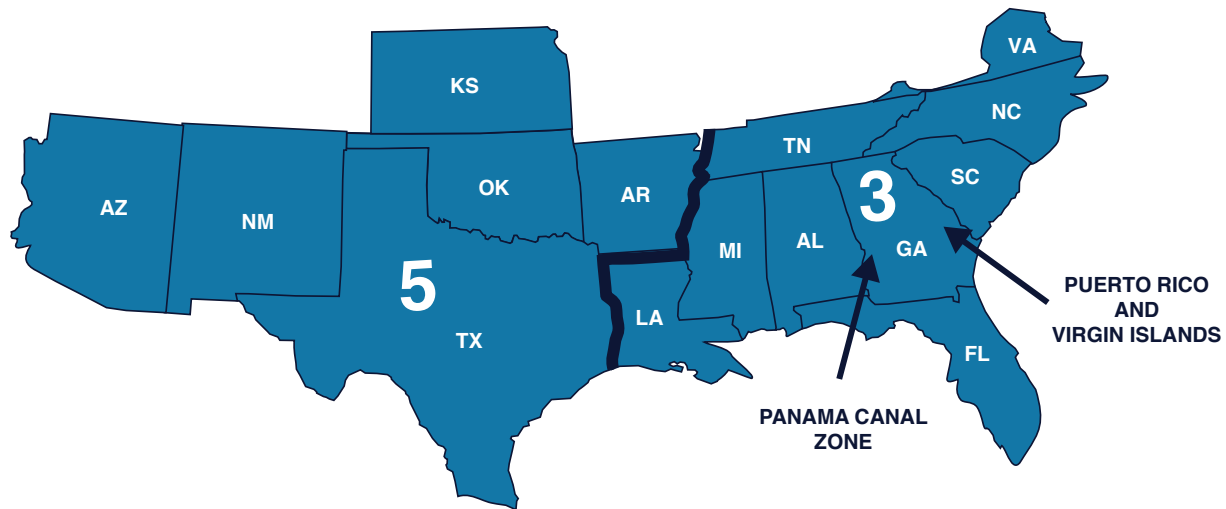 VA
KS
NC
TN
SC
OK
AR
AZ
NM
3
MI
AL
GA
5
LA
TX
FL
PUERTO RICO
AND
VIRGIN ISLANDS
PANAMA CANAL
ZONE